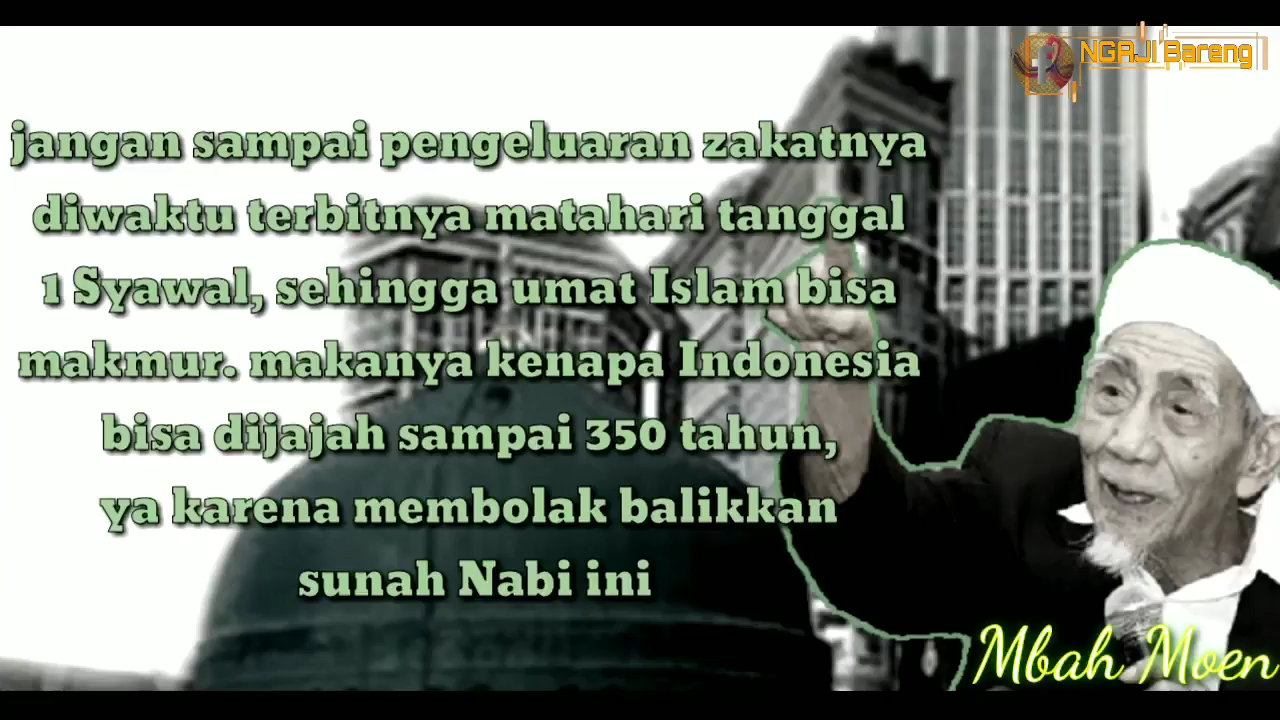 NGAJI Bareng
jangan sampai pengeluaran zakatnya
diwaktu terbitnya matahari tanggal
1 Syawal, sehingga umat Islam bisa
makmur. makanya kenapa Indonesia
bisa dijajah sampai 350 tahun,
ya karena membolak balikkan
sunah Nabi ini
Mbah Moen